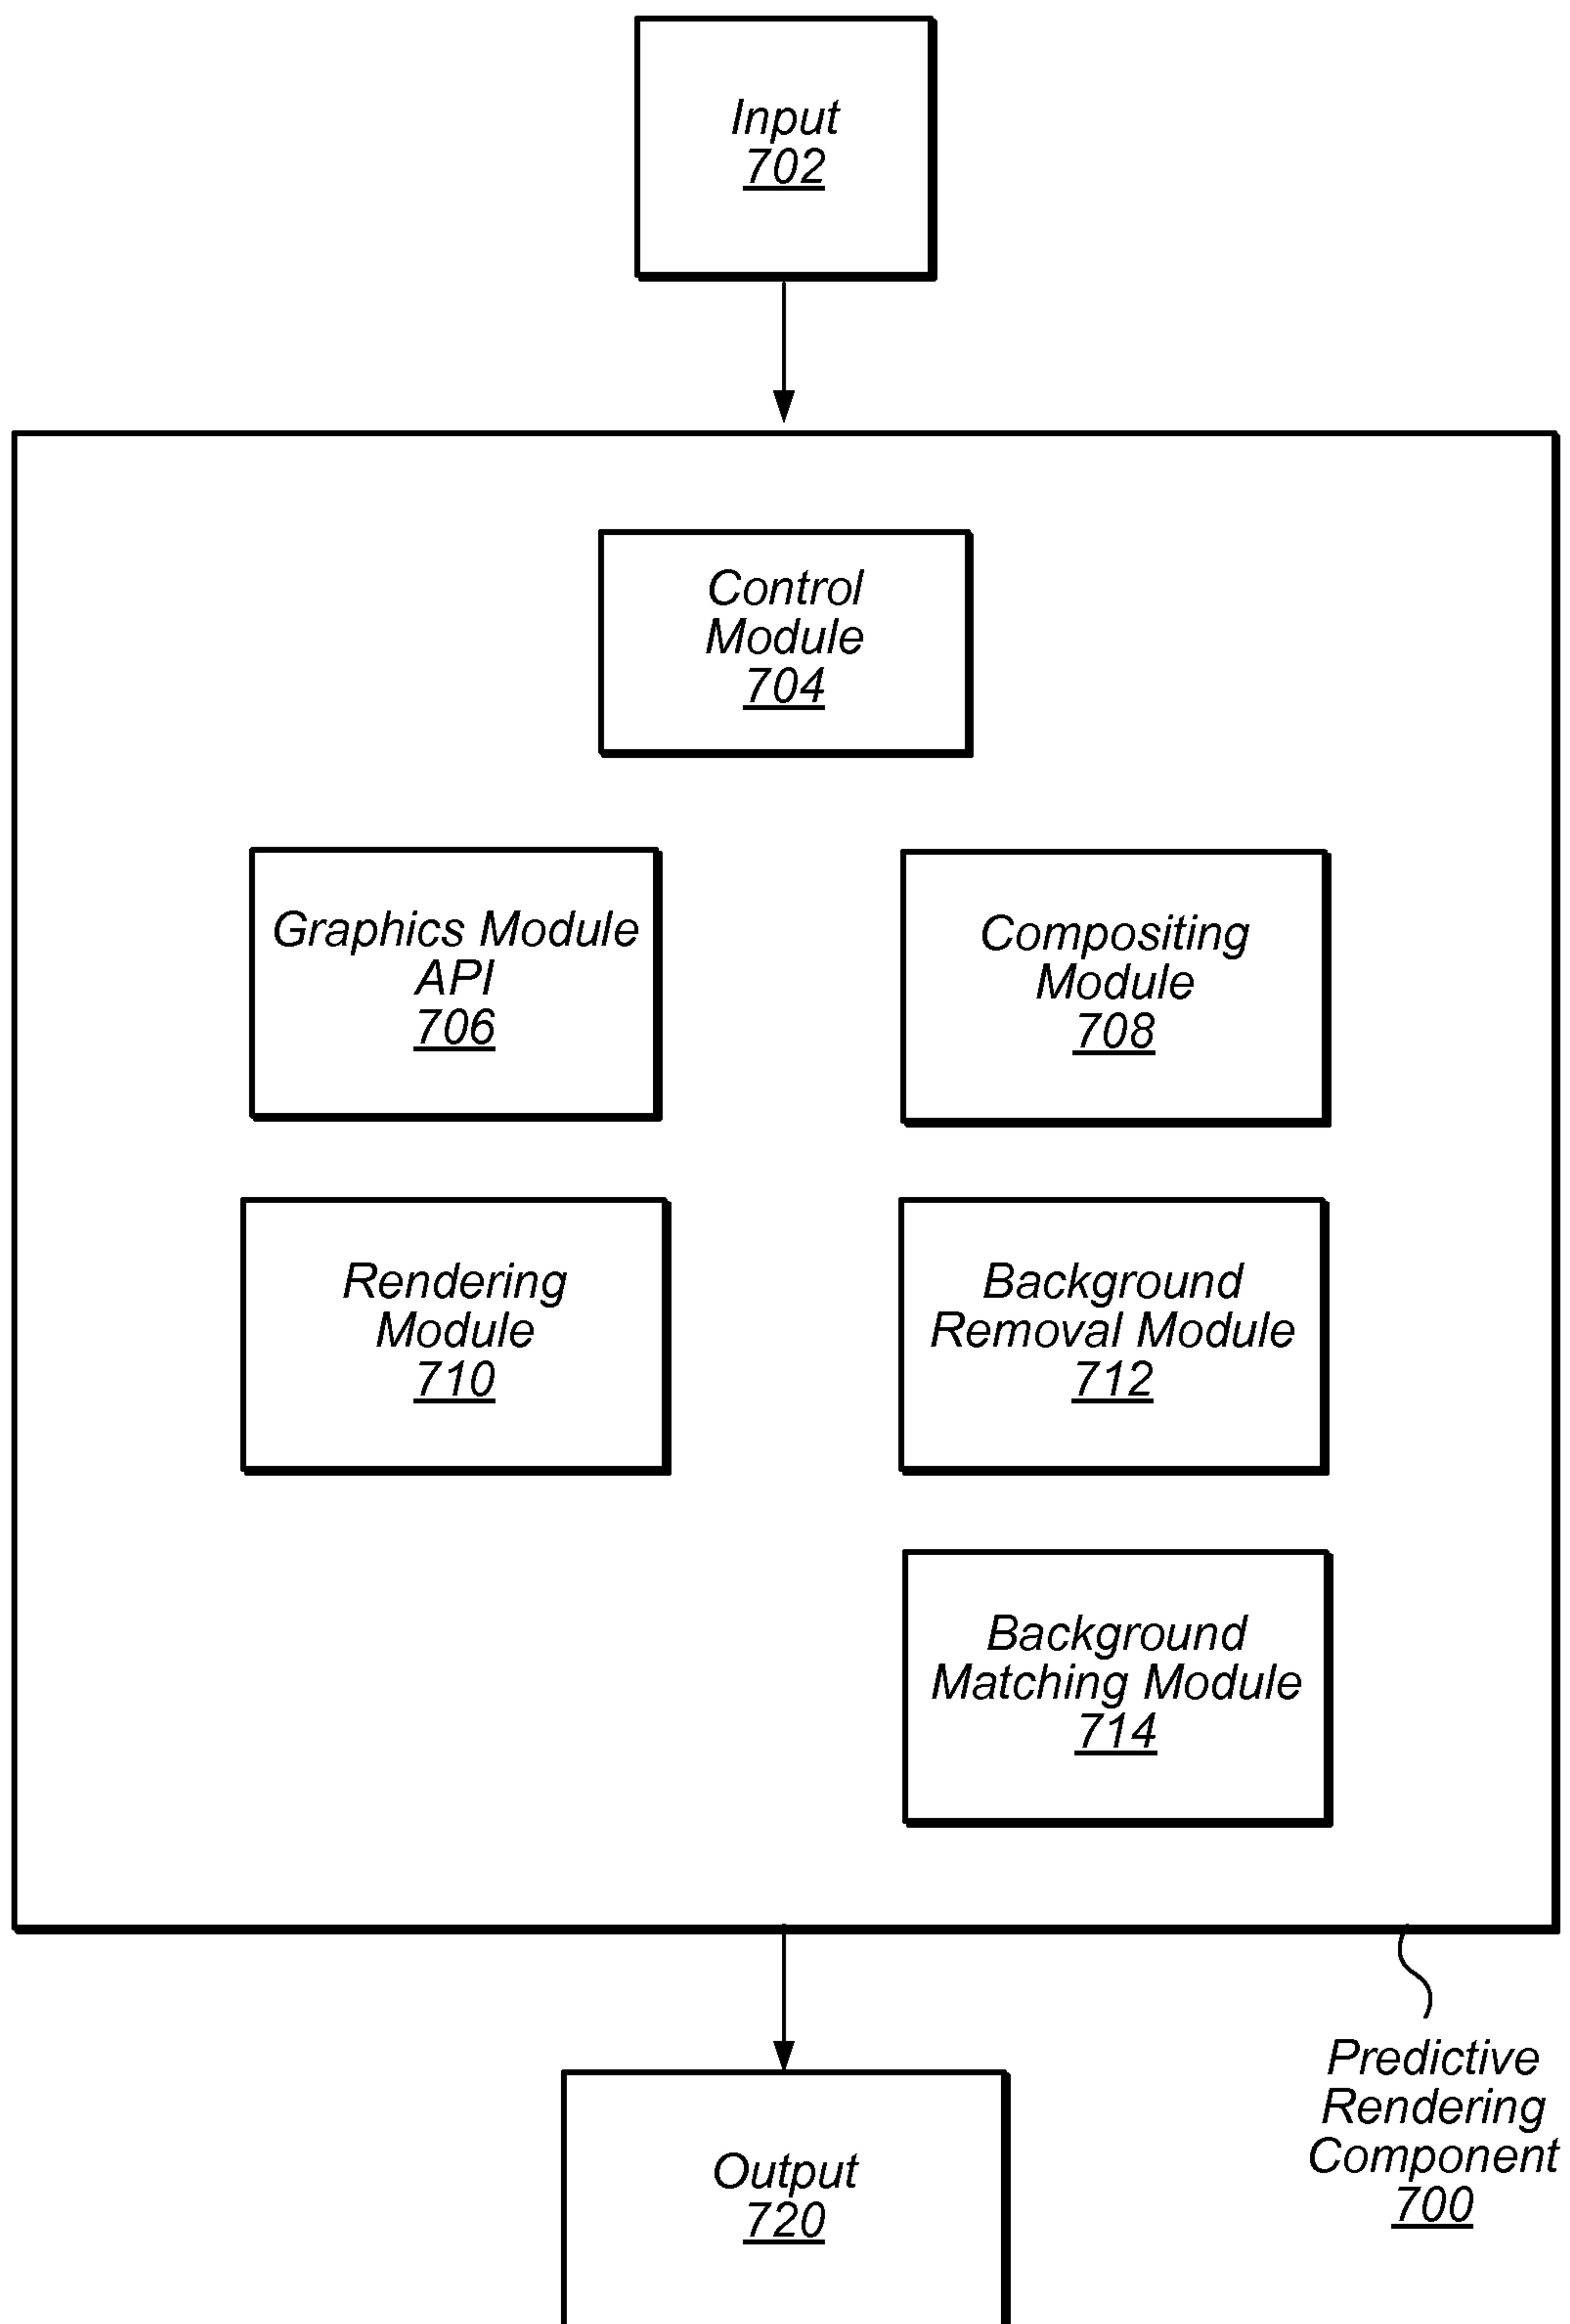 Input
702
Control
Module
704
Graphics Module
API
706
Compositing
Module
708
Rendering
Module
710
Background
Removal Module
712
Background
Matching Module
714
Predictive
Rendering
Component
700
Output
720